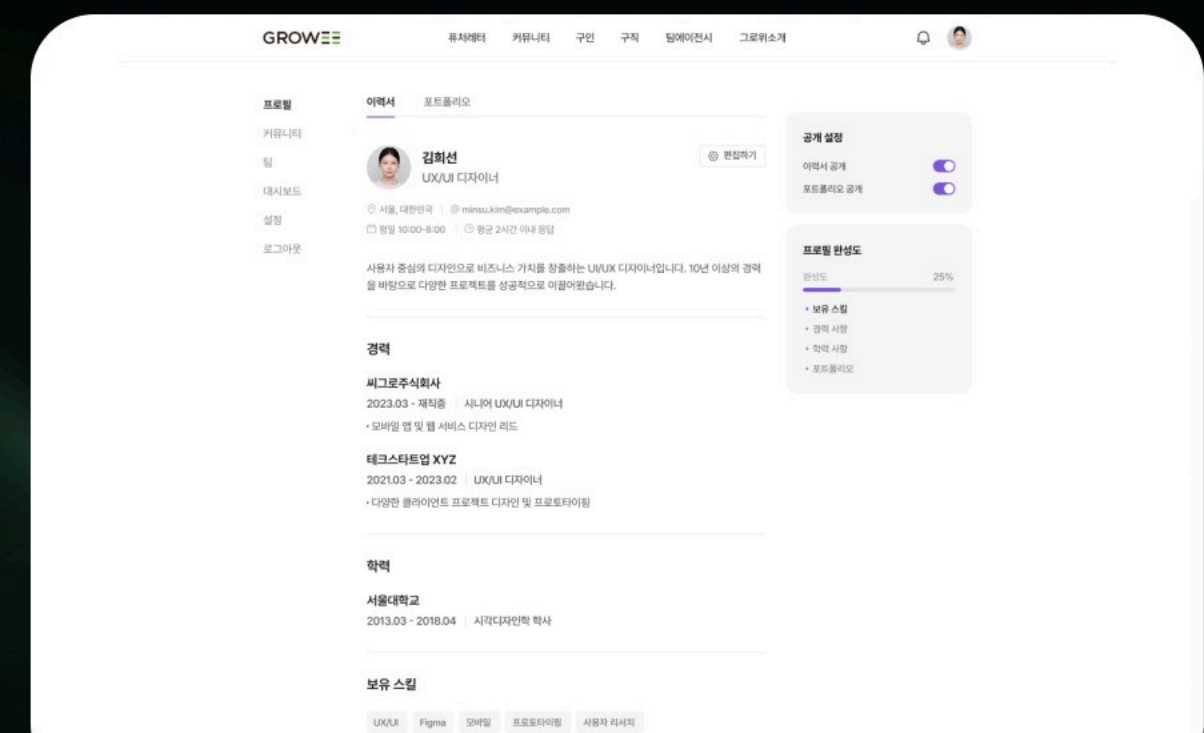 GROWEE
퓨처레터 커뮤니티 구인 구직 팀에이전시 그로위소개
프로필
커뮤니티
팀
대시보드
설정
로그아웃
이력서 포트폴리오
김희선
UX/UI 디자이너
편집하기
서울, 대한민국 minsu.kim@example.com
평일 10:00-8:00 평균 2시간 이내 응답
사용자 중심의 디자인으로 비즈니스 가치를 창출하는 UI/UX 디자이너입니다. 10년 이상의 경력
을 바탕으로 다양한 프로젝트를 성공적으로 이끌어왔습니다.
경력
씨그로주식회사
2023.03 - 재직중 시니어 UX/UI 디자이너
• 모바일 앱 및 웹 서비스 디자인 리드
테크스타트업 XYZ
2021.03 - 2023.02 UX/UI 디자이너
• 다양한 클라이언트 프로젝트 디자인 및 프로토타이핑
학력
서울대학교
2013.03 - 2018.04 시각디자인학 학사
보유 스킬
UX/UI Figma 모바일 프로토타이핑 사용자 리서치
공개 설정
이력서 공개
포트폴리오 공개
프로필 완성도
완성도 25%
• 보유 스킬
• 경력 사항
• 학력 사항
• 포트폴리오